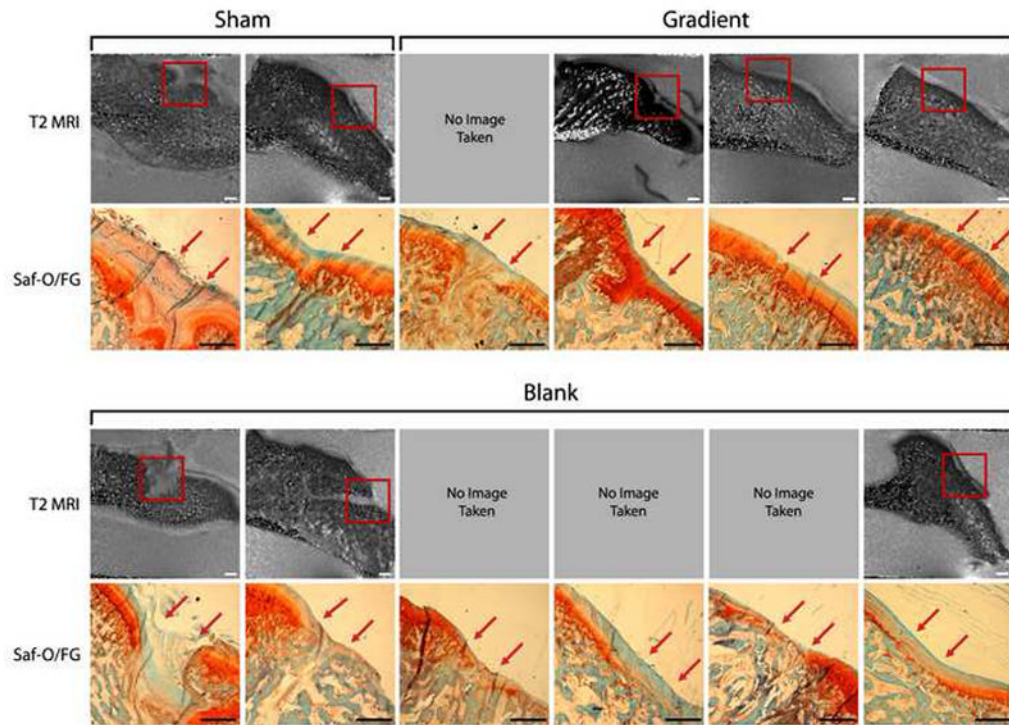 Sham
Gradient
T2 MRI
No Image
Taken
Saf-O/FG
Blank
T2 MRI
No Image
Taken
No Image
Taken
No Image
Taken
Saf-O/FG